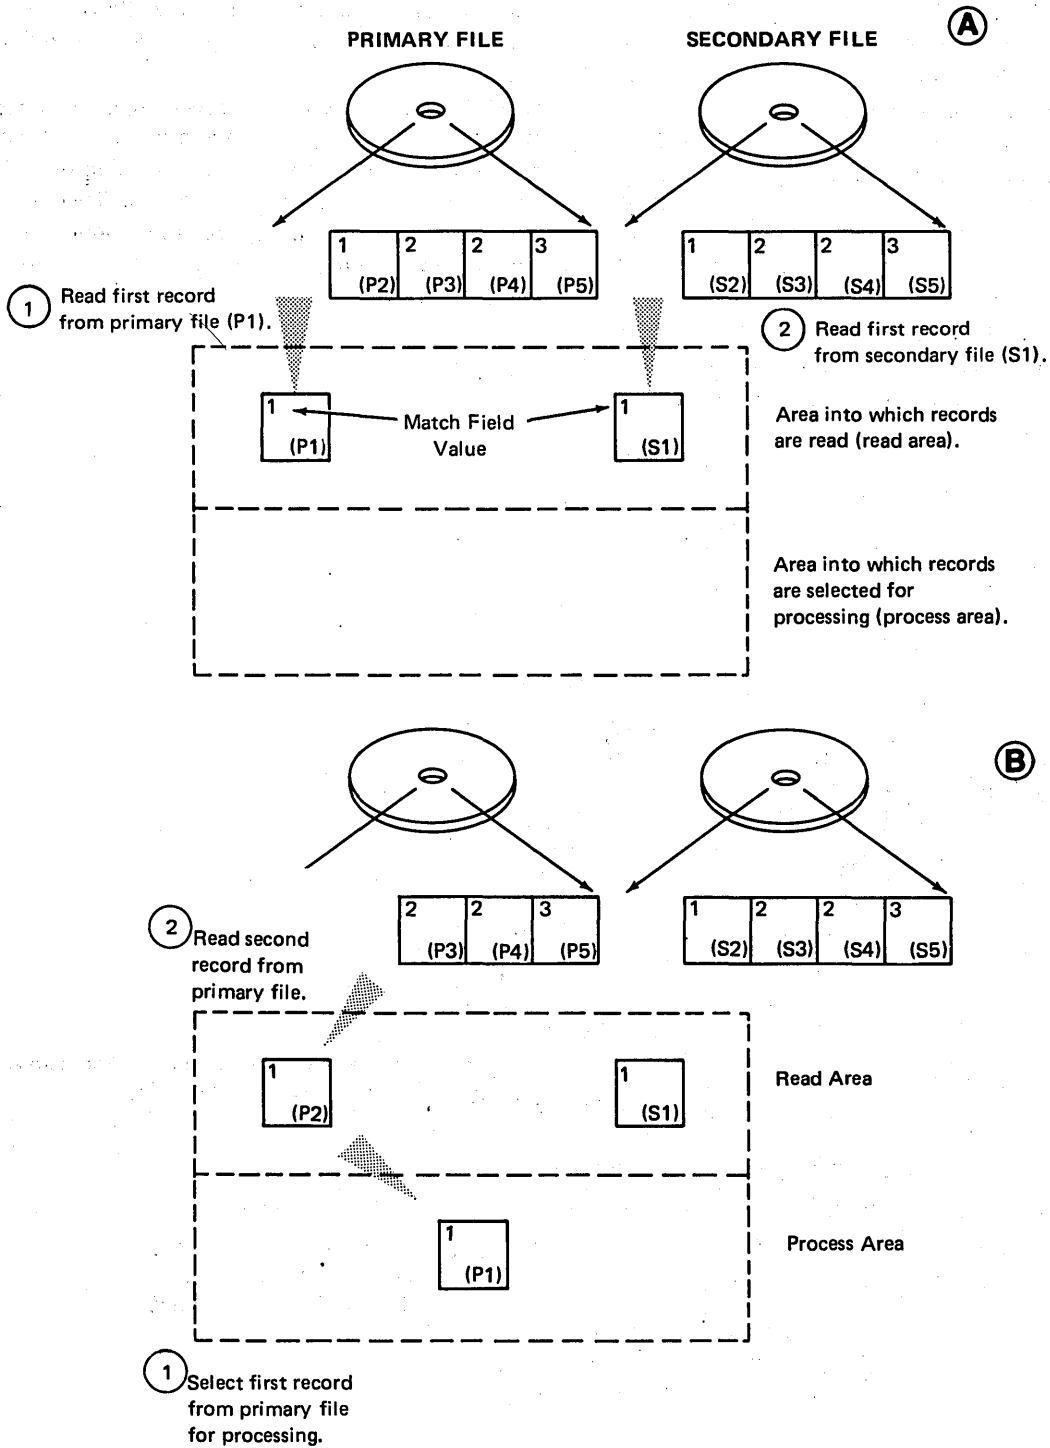 A
PRIMARY FILE
SECONDARY FILE
1 2 2 3
(P2) (P3) (P4) (P5)
1 2 2 3
(S2) (S3) (S4) (S5)
1
Read first record
from primary file (P1).
2
Read first record
from secondary file (S1).
1
(P1)
Match Field
Value
1
(S1)
Area into which records
are read (read area).
Area into which records
are selected for
processing (process area).
B
2 2 3
(P3) (P4) (P5)
1 2 2 3
(S2) (S3) (S4) (S5)
2
Read second
record from
primary file.
1
(P2)
1
(S1)
Read Area
1
(P1)
Process Area
1
Select first record
from primary file
for processing.